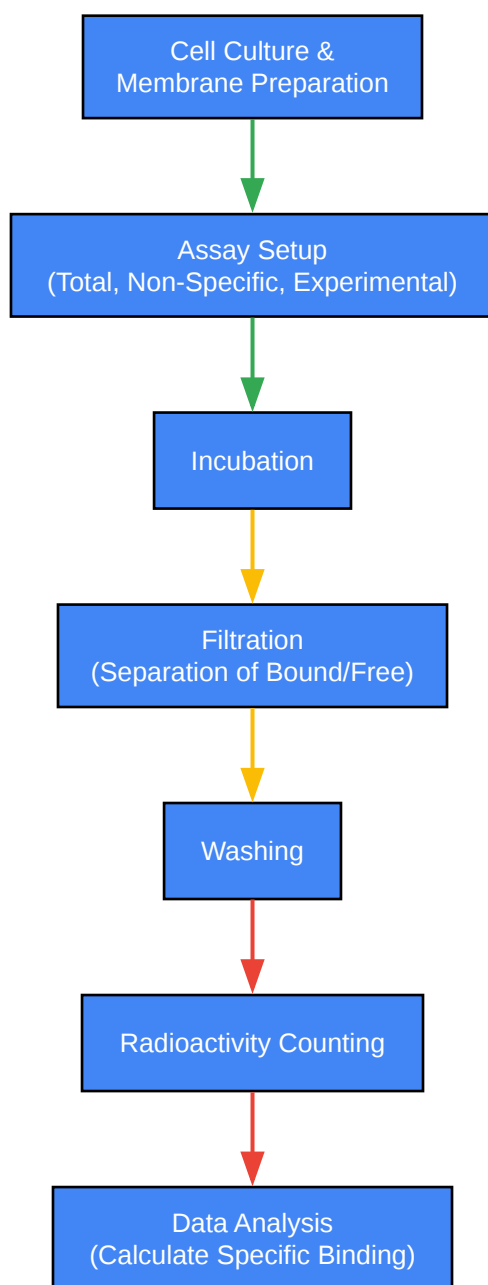 Cell Culture &
Membrane Preparation
Assay Setup
(Total, Non-Specific, Experimental)
Incubation
Filtration
(Separation of Bound/Free)
Washing
Radioactivity Counting
Data Analysis
(Calculate Specific Binding)